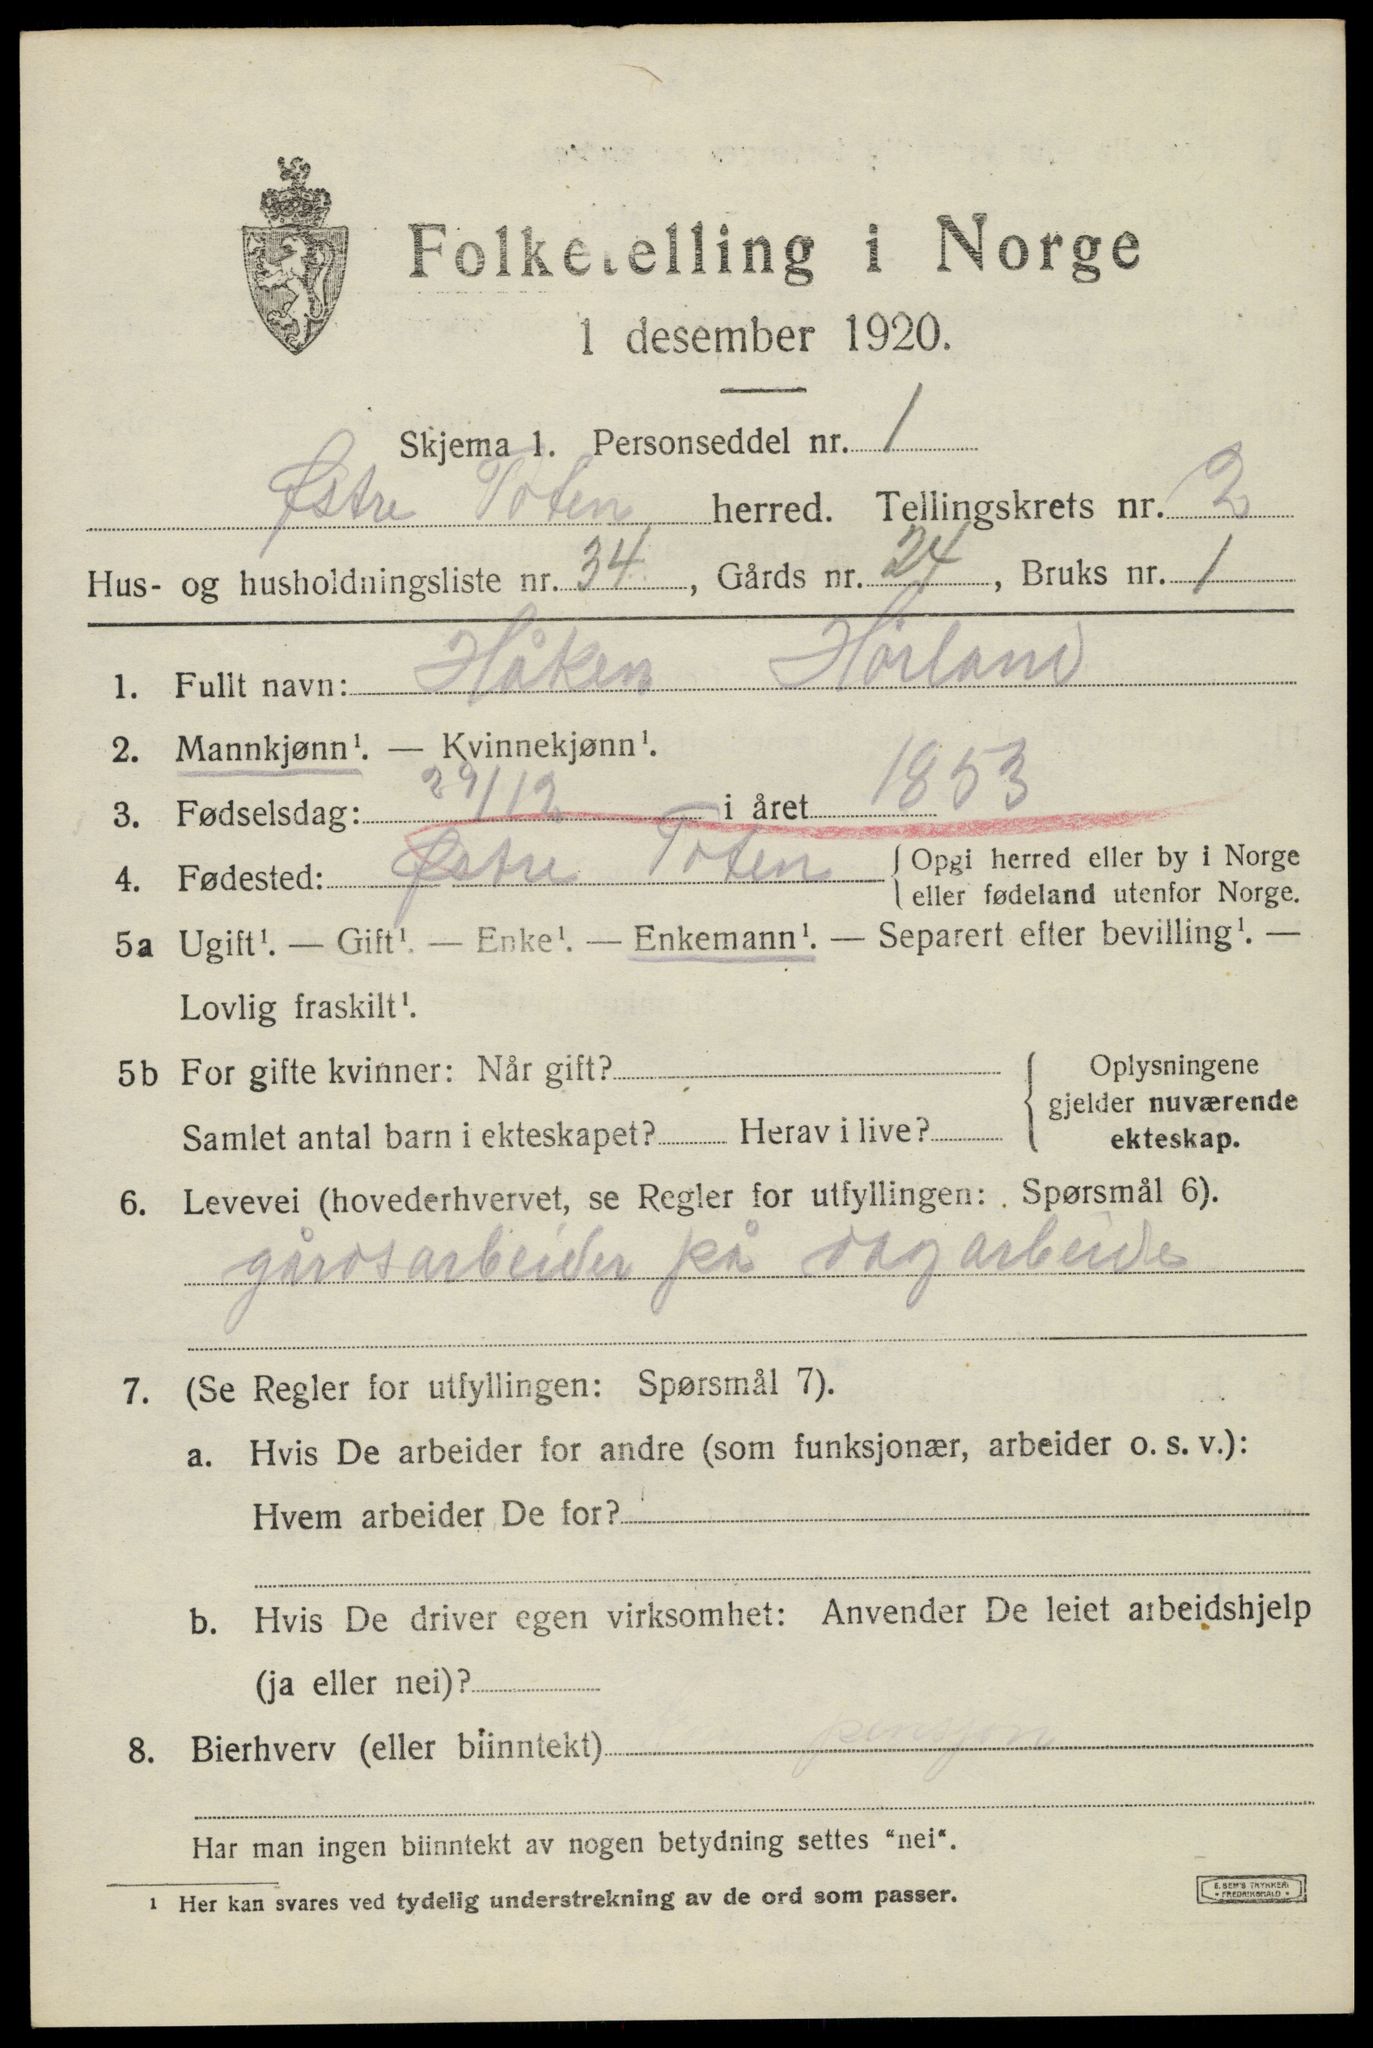 Folketelling i Norge
1 desember 1920.
Skjema 1. Personseddel nr. 1
Østre Toten herred. Tellingskrets nr. 2
Hus- og husholdningsliste nr. 34, Gårds nr. 24, Bruks nr. 1
1. Fullt navn: Håken Hørland
2. Mannkjønn¹. — Kvinnekjønn¹.
3. Fødselsdag: 29/12 i året 1853
4. Fødested: Østre Toten { Opgi herred eller by i Norge
eller fødeland utenfor Norge.
5a Ugift¹. — Gift¹. — Enke¹. — Enkemann¹. — Separert efter bevilling¹. —
Lovlig fraskilt¹.
5b For gifte kvinner: Når gift? { Oplysningene
gjelder nuværende
Samlet antal barn i ekteskapet? Herav i live? ekteskap.
6. Levevei (hovederhvervet, se Regler for utfyllingen: Spørsmål 6).
gårdsarbeider på dagarbeide
7. (Se Regler for utfyllingen: Spørsmål 7).
a. Hvis De arbeider for andre (som funksjonær, arbeider o. s. v.):
Hvem arbeider De for?
b. Hvis De driver egen virksomhet: Anvender De leiet arbeidshjelp
(ja eller nei)?
8. Bierhverv (eller biinntekt)
Har man ingen biinntekt av nogen betydning settes “nei“.
1 Her kan svares ved tydelig understrekning av de ord som passer.
E. SEM'S TRYKKERI
• FREDRIKSHALD •